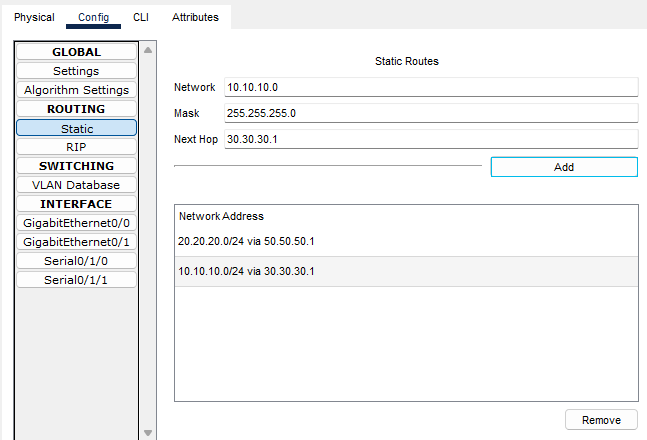 Physical Config CLI Attributes
GLOBAL
Settings
Algorithm Settings
ROUTING
Static
RIP
SWITCHING
VLAN Database
INTERFACE
GigabitEthernet0/0
GigabitEthernet0/1
Serial0/1/0
Serial0/1/1
Static Routes
Network 10.10.10.0
Mask 255.255.255.0
Next Hop 30.30.30.1
Add
Network Address
20.20.20.0/24 via 50.50.50.1
10.10.10.0/24 via 30.30.30.1
Remove